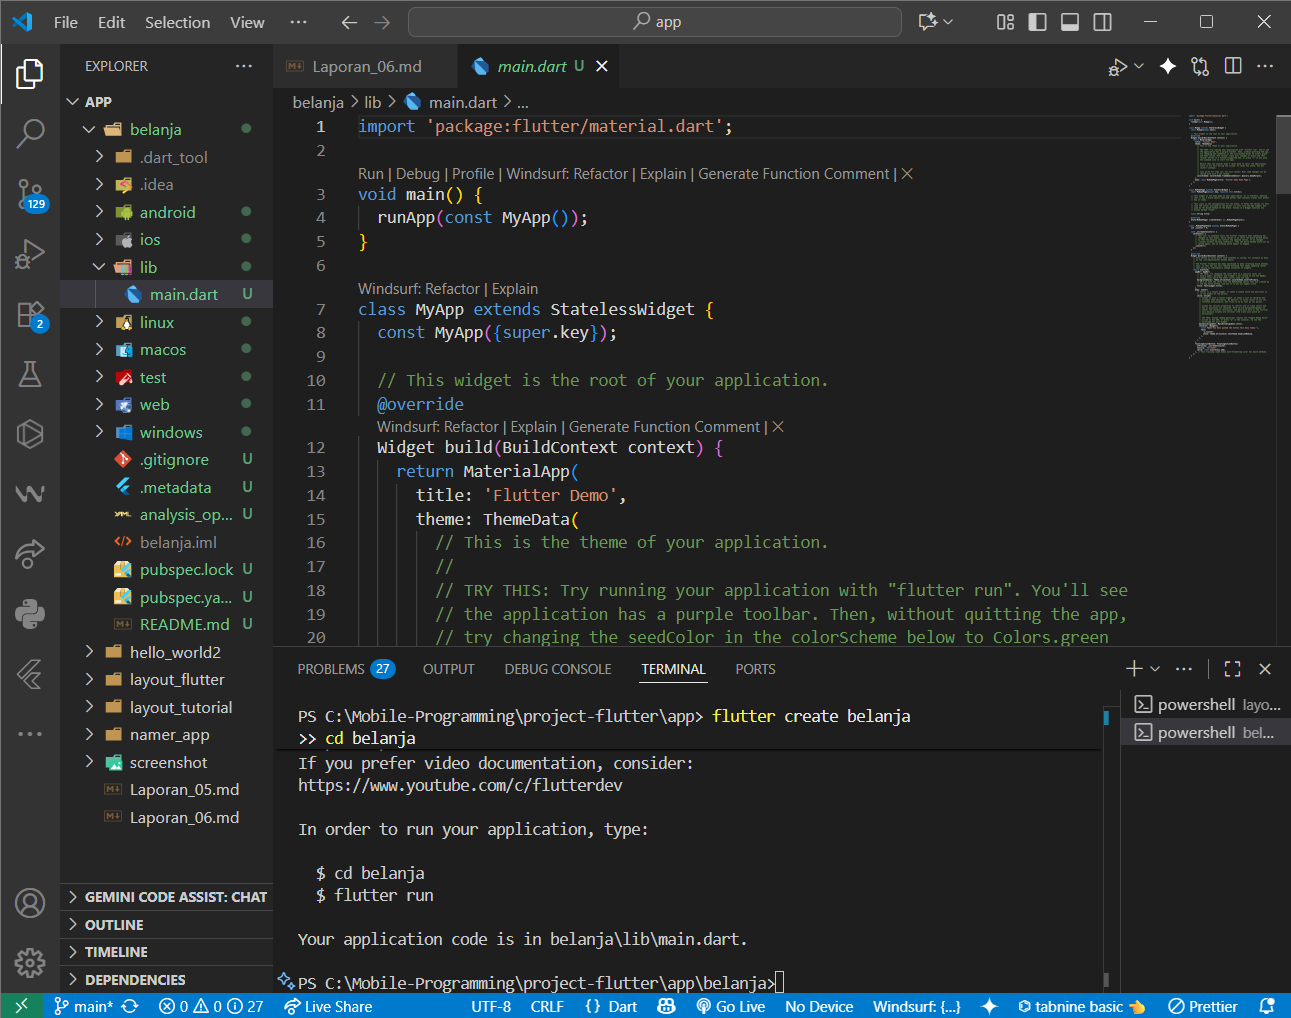 File Edit Selection View ··· app
EXPLORER ···
APP
belanja
.dart_tool
.idea
android
ios
lib
main.dart U
linux
macos
test
web
windows
.gitignore U
.metadata U
analysis_op... U
belanja.iml
pubspec.lock U
pubspec.ya... U
README.md U
hello_world2
layout_flutter
layout_tutorial
namer_app
screenshot
Laporan_05.md
Laporan_06.md
GEMINI CODE ASSIST: CHAT
OUTLINE
TIMELINE
DEPENDENCIES
129
2
Laporan_06.md main.dart U
belanja > lib > main.dart > ...
1 import 'package:flutter/material.dart';
2
Run | Debug | Profile | Windsurf: Refactor | Explain | Generate Function Comment | ×
3 void main() {
4 runApp(const MyApp());
5 }
6
Windsurf: Refactor | Explain
7 class MyApp extends StatelessWidget {
8 const MyApp({super.key});
9
10 // This widget is the root of your application.
11 @override
Windsurf: Refactor | Explain | Generate Function Comment | ×
12 Widget build(BuildContext context) {
13 return MaterialApp(
14 title: 'Flutter Demo',
15 theme: ThemeData(
16 // This is the theme of your application.
17 //
18 // TRY THIS: Try running your application with "flutter run". You'll see
19 // the application has a purple toolbar. Then, without quitting the app,
20 // try changing the seedColor in the colorScheme below to Colors.green
PROBLEMS 27 OUTPUT DEBUG CONSOLE TERMINAL PORTS
PS C:\Mobile-Programming\project-flutter\app> flutter create belanja
>> cd belanja
If you prefer video documentation, consider:
https://www.youtube.com/c/flutterdev
In order to run your application, type:
$ cd belanja
$ flutter run
Your application code is in belanja\lib\main.dart.
PS C:\Mobile-Programming\project-flutter\app\belanja>
powershell layo...
powershell bel...
main* 0 0 27 Live Share UTF-8 CRLF {} Dart Go Live No Device Windsurf: {...} tabnine basic Prettier